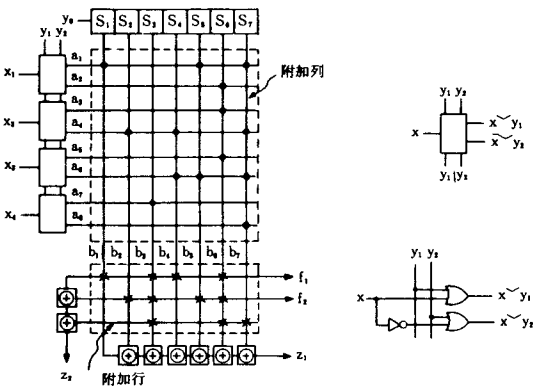 y₀ S₁ S₂ S₃ S₄ S₅ S₆ S₇
y₁ y₂
a₁
x₁
a₂
附加列
a₃
x₃
a₄
a₅
x₅
a₆
a₇
x₄
a₈
b₁ b₂ b₃ b₄ b₅ b₆ b₇
f₁
f₂
z₁
z₂
附加行
y₁ y₂
x
x y₁
x y₂
y₁ y₂
y₁ y₂
x
x y₁
x y₂